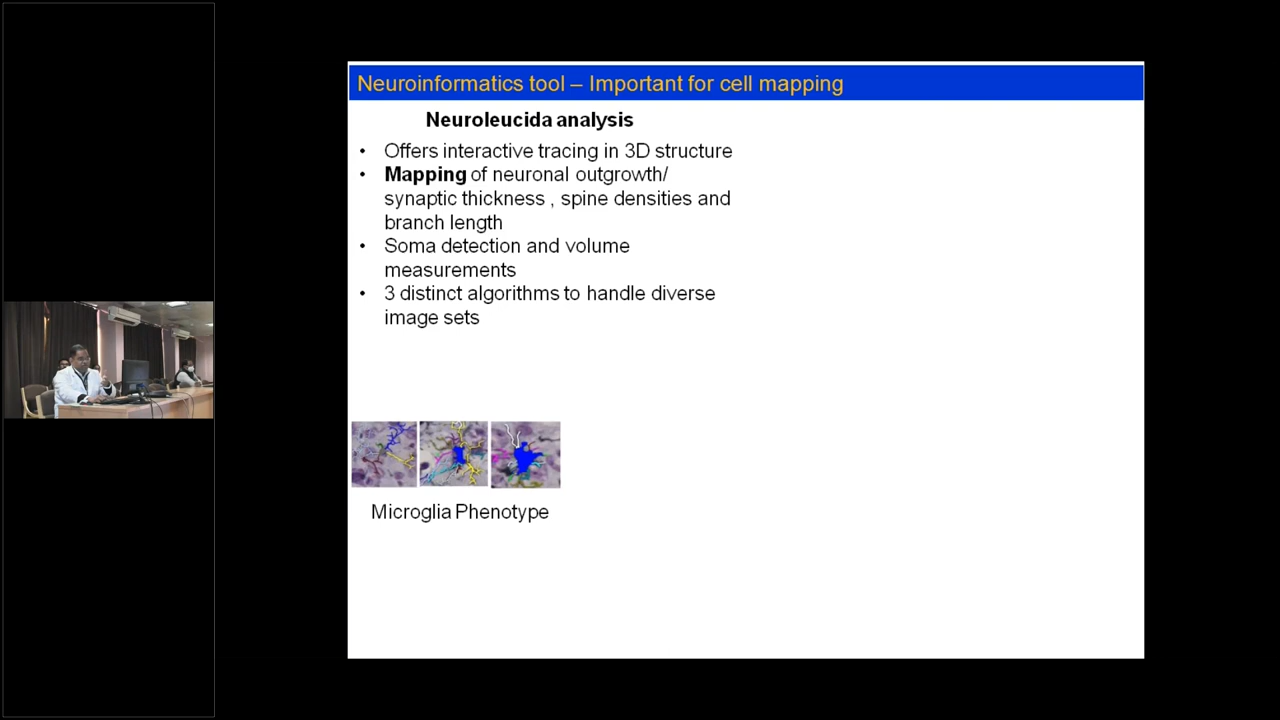 Neuroinformatics tool – Important for cell mapping
Neuroleucida analysis
• Offers interactive tracing in 3D structure
• Mapping of neuronal outgrowth/
synaptic thickness , spine densities and
branch length
• Soma detection and volume
measurements
• 3 distinct algorithms to handle diverse
image sets
Microglia Phenotype